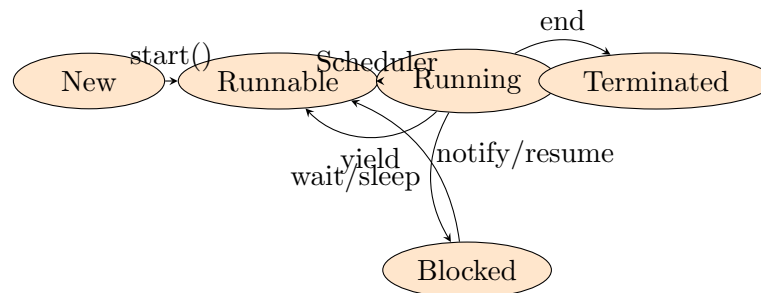 end
start()
Scheduler
New
Runnable
Running
Terminated
yield
notify/resume
wait/sleep
Blocked